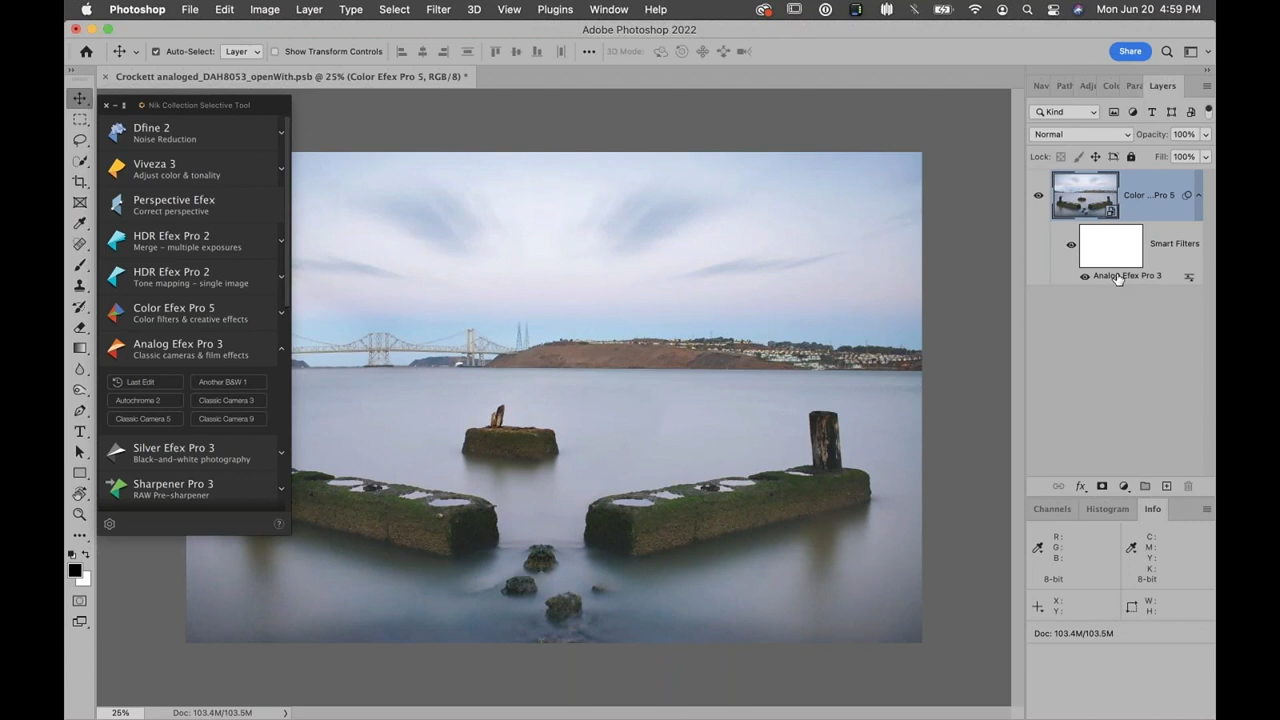 Photoshop File Edit Image Layer Type Select Filter 3D View Plugins Window Help Mon Jun 20 4:59 PM
Adobe Photoshop 2022
Auto-Select: Layer Show Transform Controls 3D Mode: Share
Crockett analoged_DAH8053_openWith.psb @ 25% (Color Efex Pro 5, RGB/8) *
Nav Path Adju Colo Para Layers
Nik Collection Selective Tool
Dfine 2
Noise Reduction
Viveza 3
Adjust color & tonality
Perspective Efex
Correct perspective
HDR Efex Pro 2
Merge - multiple exposures
HDR Efex Pro 2
Tone mapping - single image
Color Efex Pro 5
Color filters & creative effects
Analog Efex Pro 3
Classic cameras & film effects
Last Edit Another B&W 1
Autochrome 2 Classic Camera 3
Classic Camera 5 Classic Camera 9
Silver Efex Pro 3
Black-and-white photography
Sharpener Pro 3
RAW Pre-sharpener
Kind
Normal Opacity: 100%
Lock: Fill: 100%
Color ...Pro 5
Smart Filters
Analog Efex Pro 3
fx
Channels Histogram Info
R: C:
G: M:
B: Y:
K:
8-bit 8-bit
X: W:
Y: H:
Doc: 103.4M/103.5M
25% Doc: 103.4M/103.5M